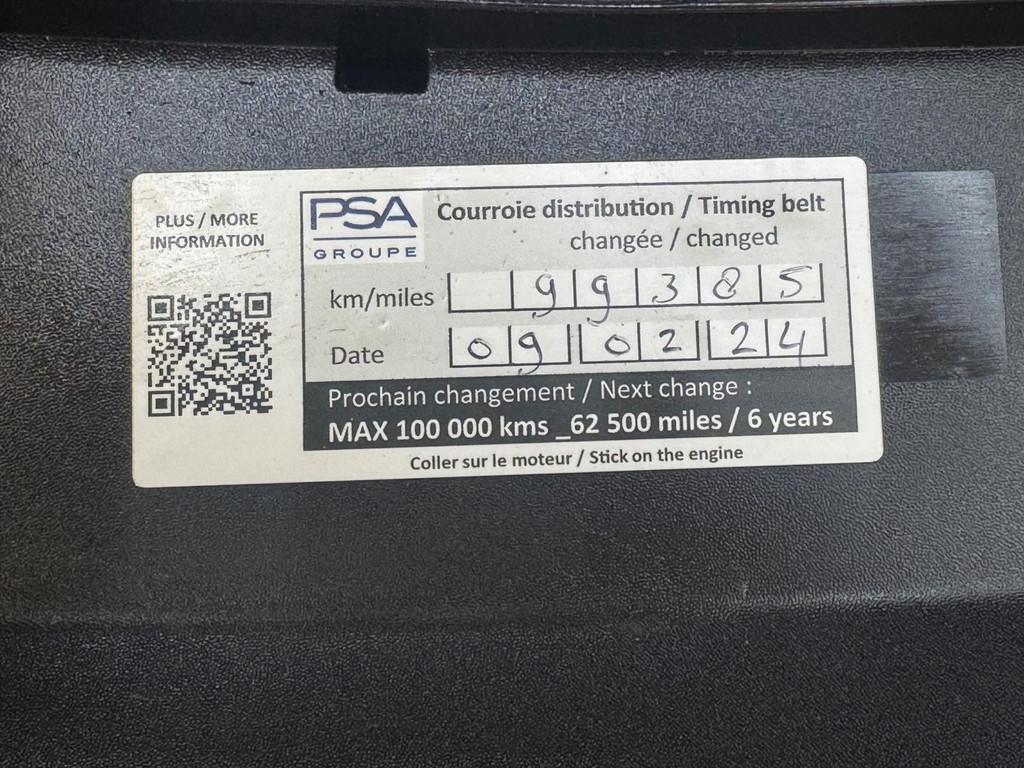 PLUS / MORE
INFORMATION
PSA
GROUPE
Courroie distribution / Timing belt
changée / changed
km/miles 99385
Date 09 02 24
Prochain changement / Next change :
MAX 100 000 kms _62 500 miles / 6 years
Coller sur le moteur / Stick on the engine